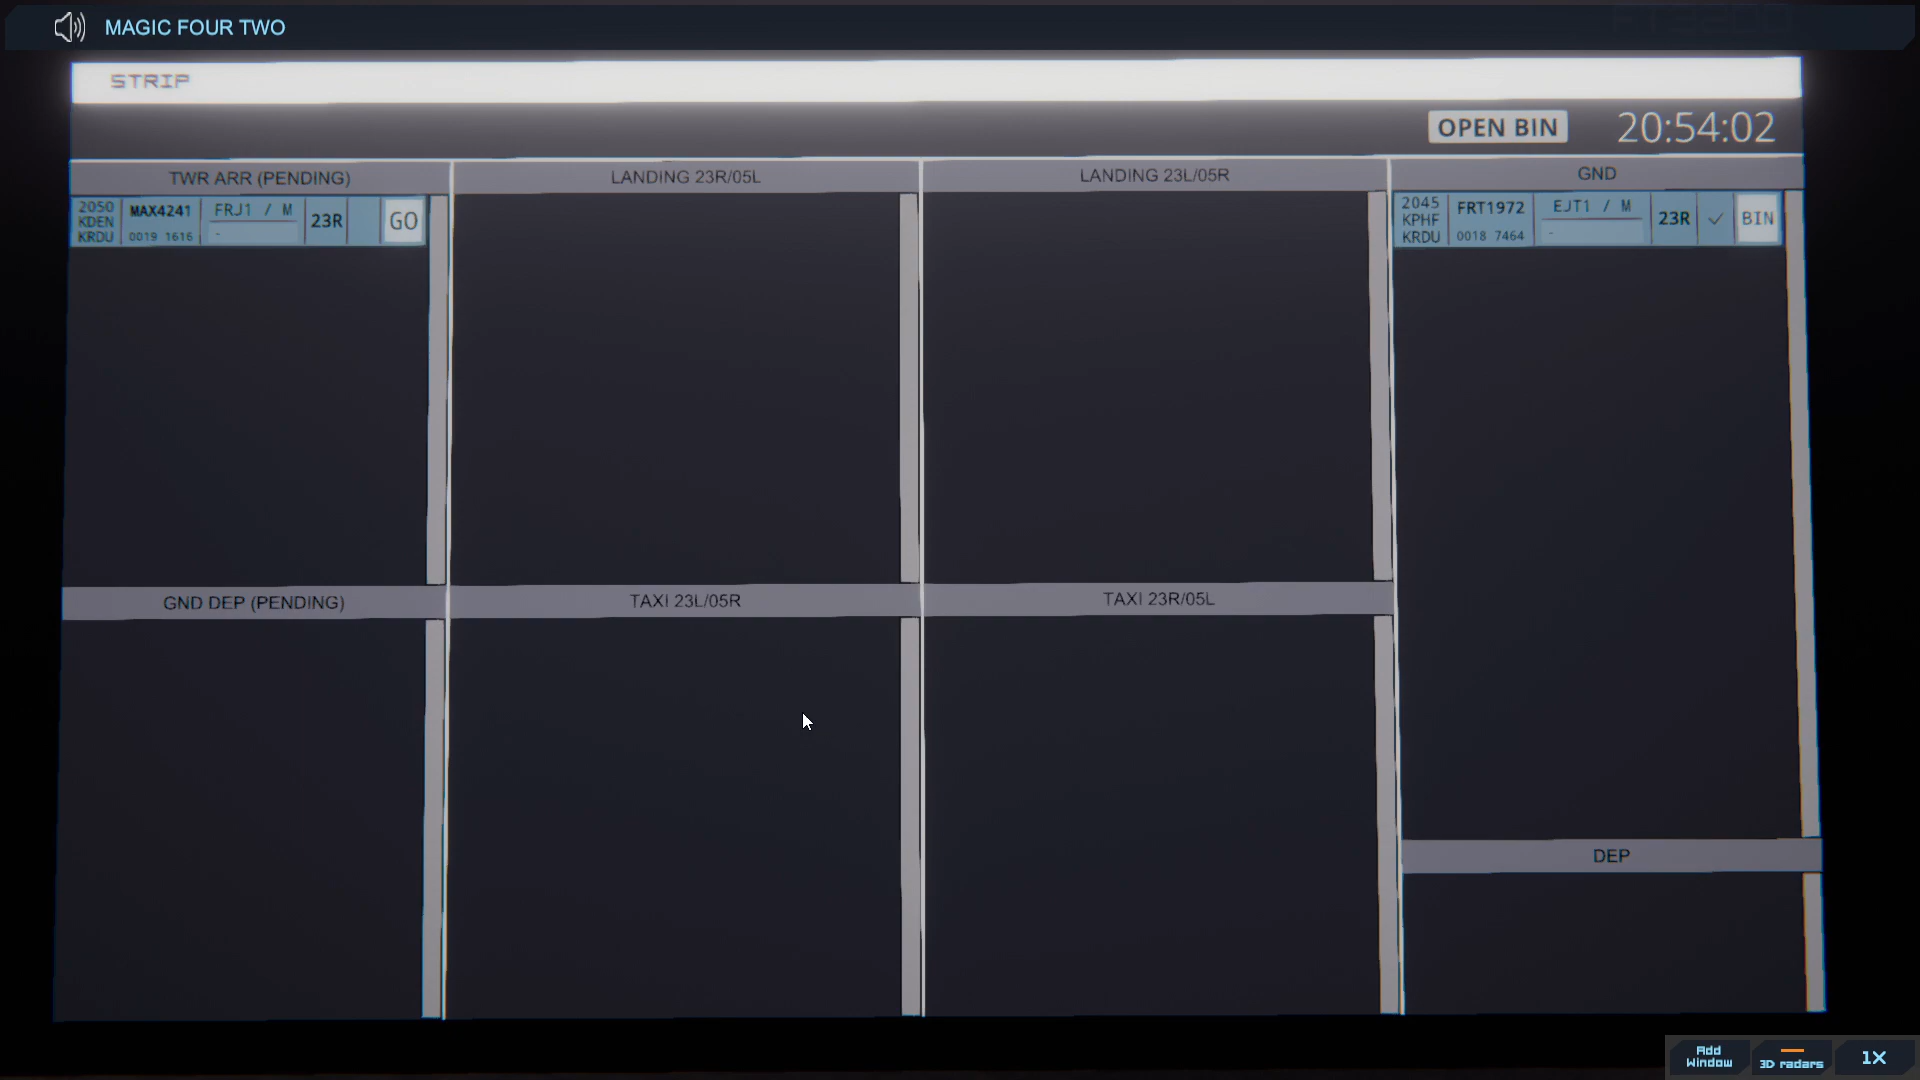 MAGIC FOUR TWO
STRIP
OPEN BIN 20:54:02
TWR ARR (PENDING)
2050
KDEN
KRDU
MAX4241
0019 1616
FRJ1 / M
-
23R
GO
LANDING 23R/05L
LANDING 23L/05R
GND
2045
KPHF
KRDU
FRT1972
0018 7464
EJT1 / M
-
23R
✓
BIN
GND DEP (PENDING)
TAXI 23L/05R
TAXI 23R/05L
DEP
Add
Window
3D radars
1X